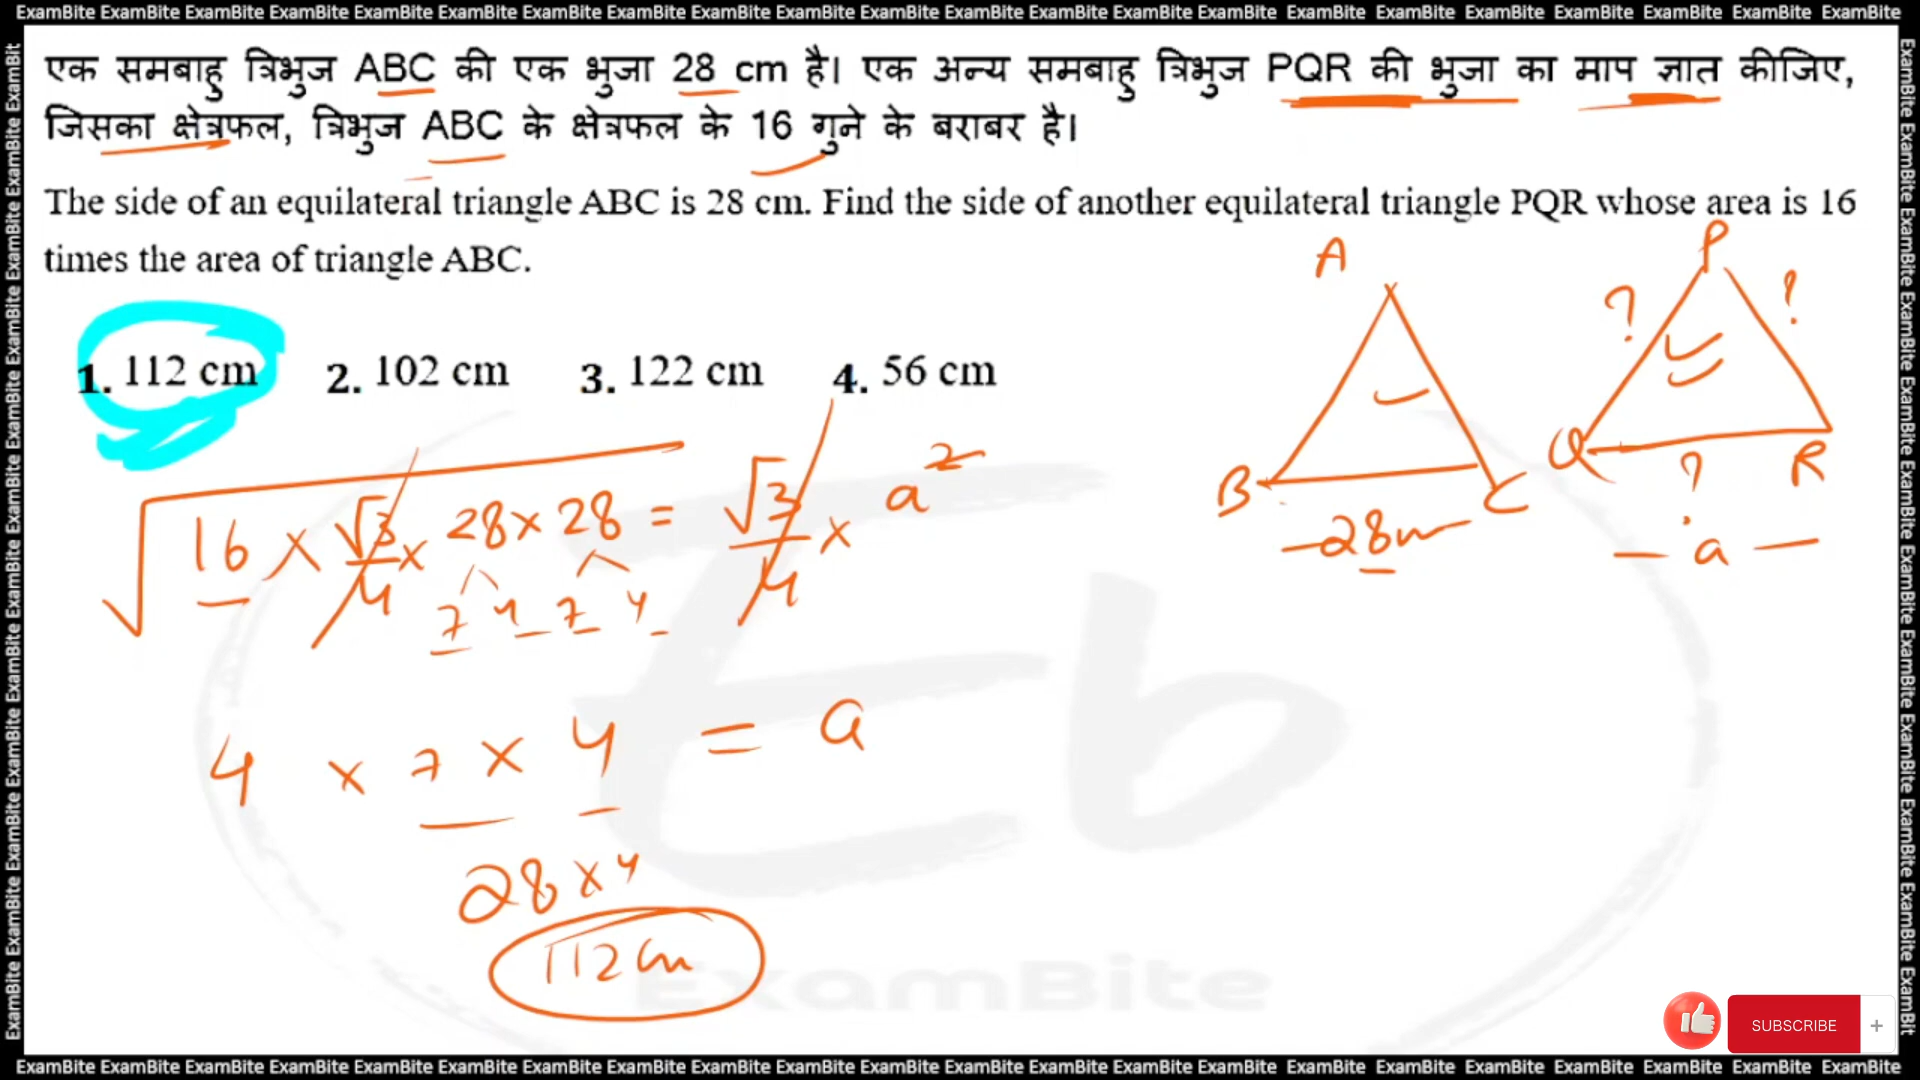 ExamBite ExamBite ExamBite ExamBite ExamBite ExamBite ExamBite ExamBite ExamBite ExamBite ExamBite ExamBite ExamBite ExamBite ExamBite ExamBite ExamBite ExamBite ExamBite ExamBite ExamBite ExamBite
एक समबाहु त्रिभुज ABC की एक भुजा 28 cm है। एक अन्य समबाहु त्रिभुज PQR की भुजा का माप ज्ञात कीजिए,
जिसका क्षेत्रफल, त्रिभुज ABC के क्षेत्रफल के 16 गुने के बराबर है।
The side of an equilateral triangle ABC is 28 cm. Find the side of another equilateral triangle PQR whose area is 16
times the area of triangle ABC.
1. 112 cm 2. 102 cm 3. 122 cm 4. 56 cm
A
P
? ?
B C
Q R
?
28
a
√16 × √3/4 × 28 × 28 = √3/4 × a²
7 4 7 4
4 × 7 × 4 = a
28 × 4
112 cm
Eb
ExamBite
SUBSCRIBE +
ExamBite ExamBite ExamBite ExamBite ExamBite ExamBite ExamBite ExamBite ExamBite ExamBite ExamBite ExamBite ExamBite ExamBite ExamBite ExamBite ExamBite ExamBite ExamBite ExamBite ExamBite ExamBite